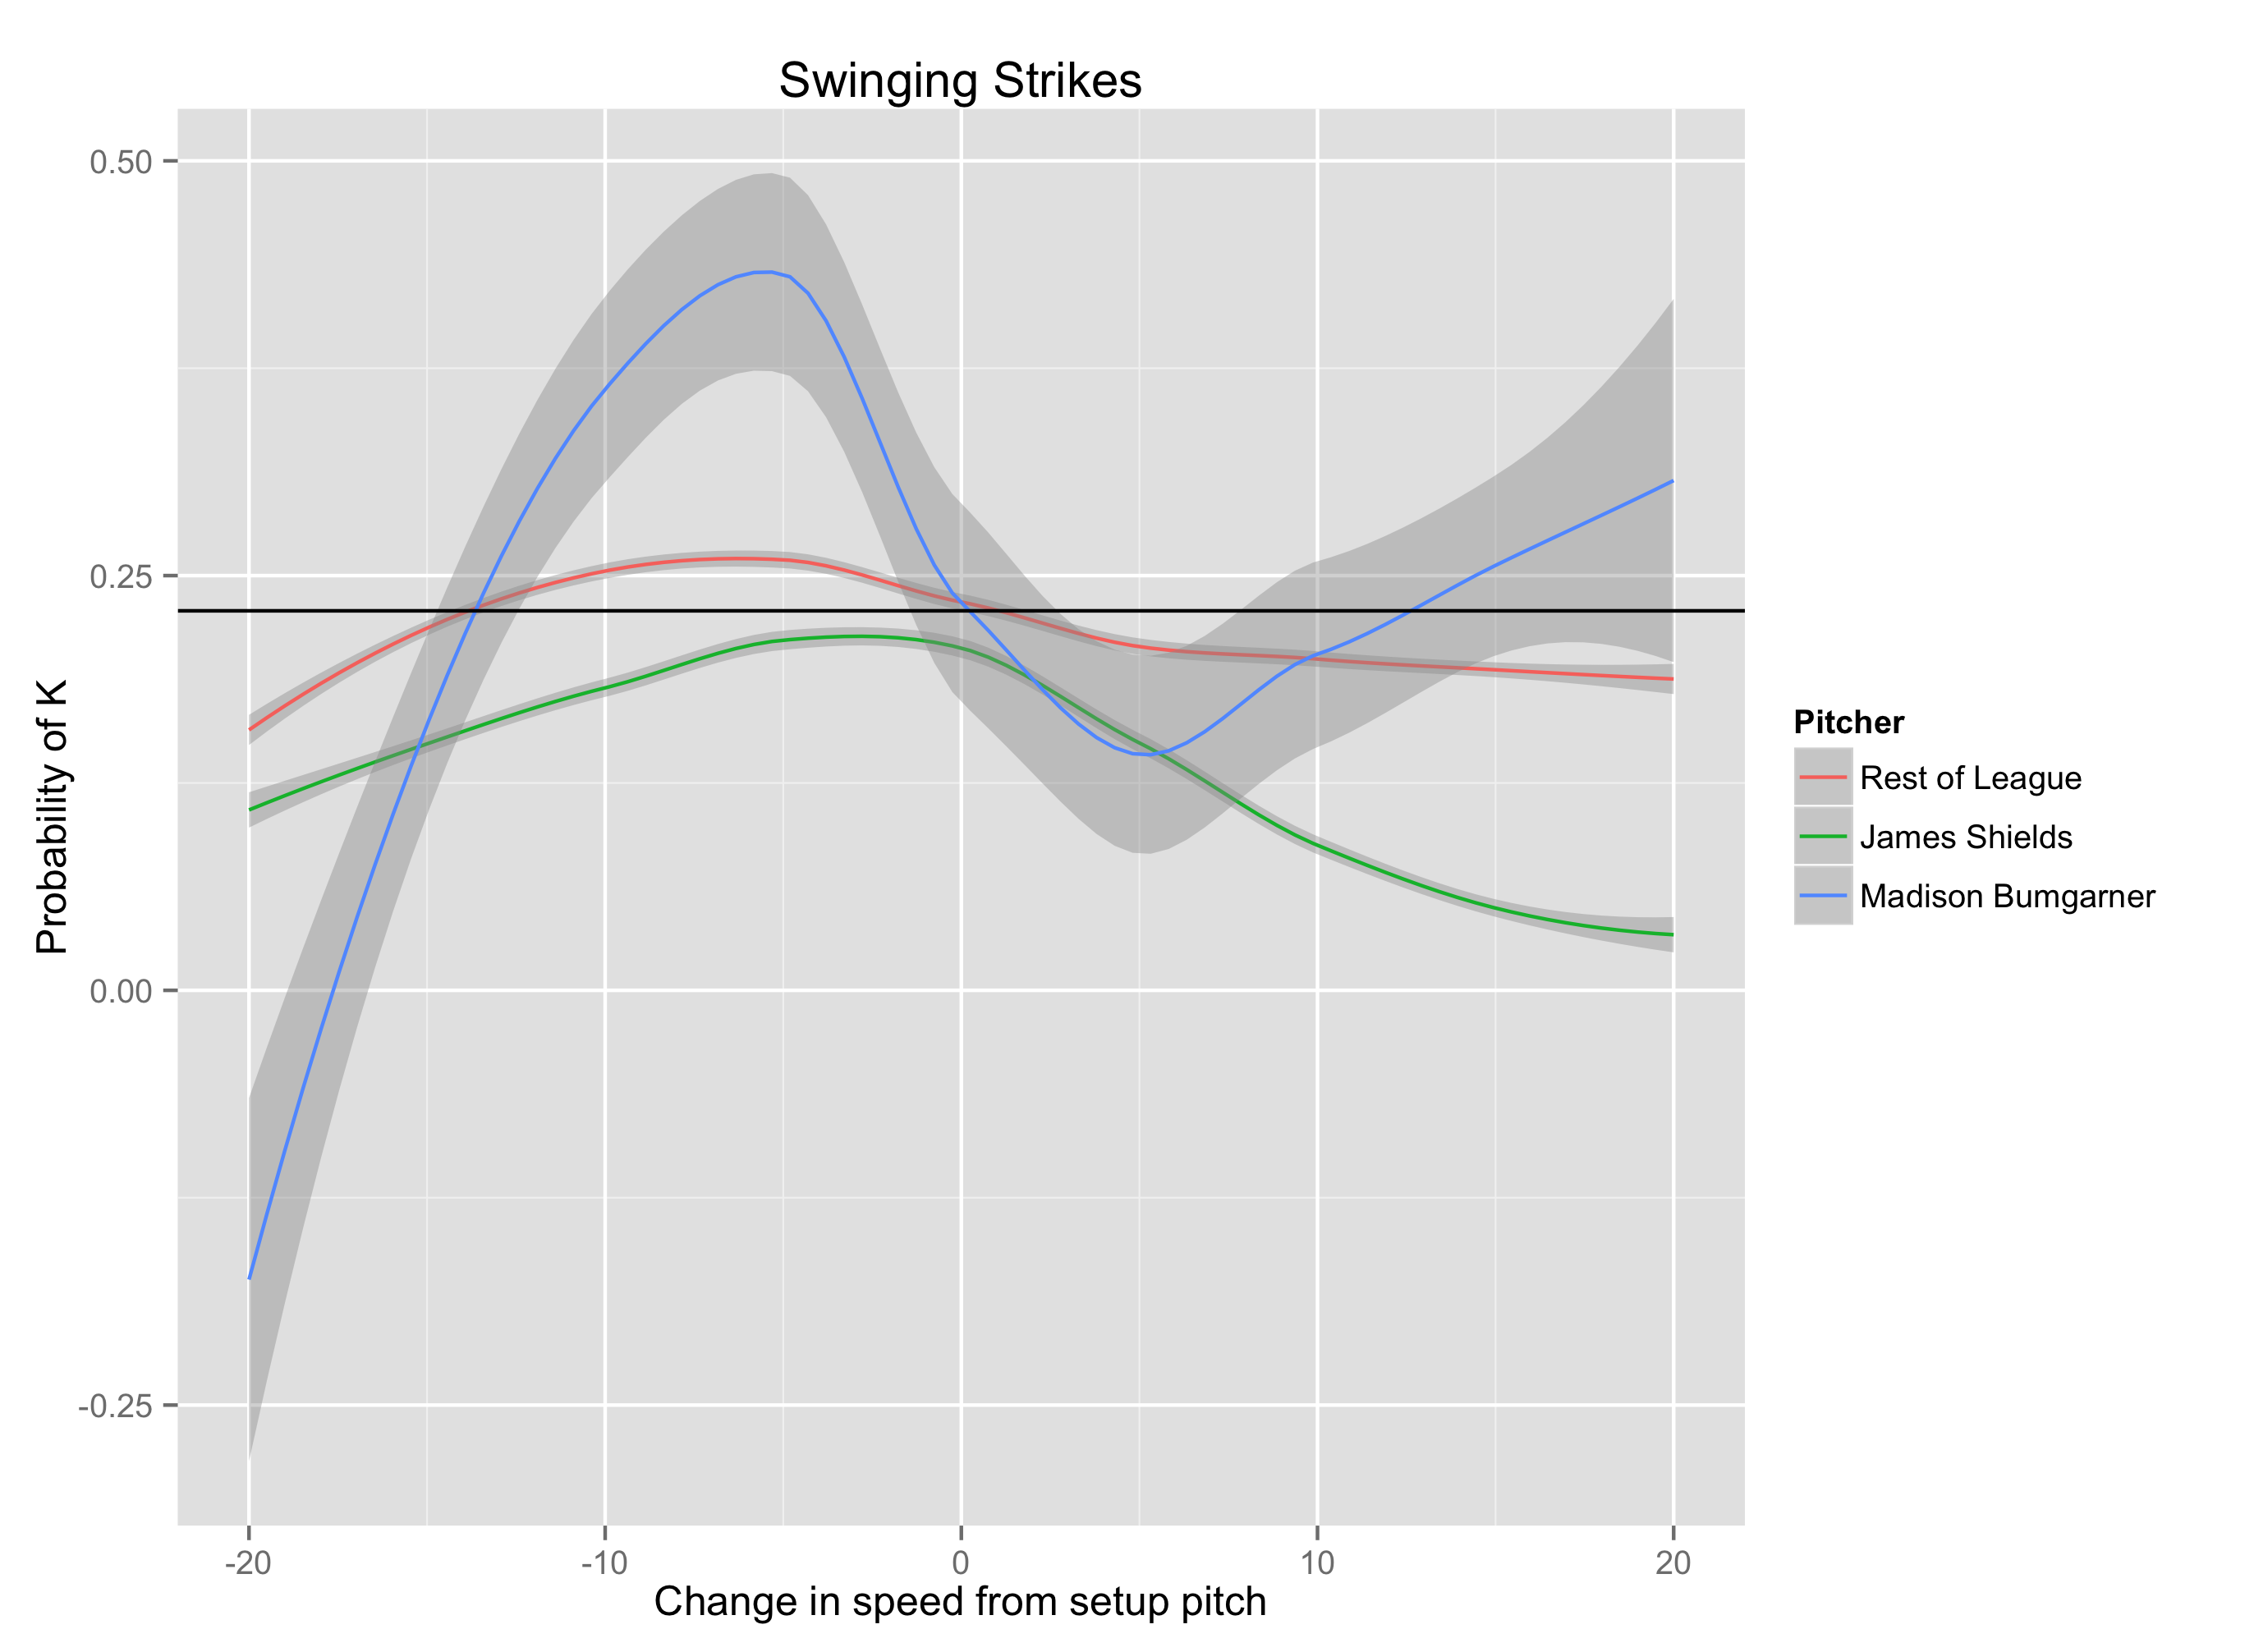 Swinging Strikes
0.50
0.25
0.00
-0.25
Probability of K
-20
-10
0
10
20
Change in speed from setup pitch
Pitcher
Rest of League
James Shields
Madison Bumgarner